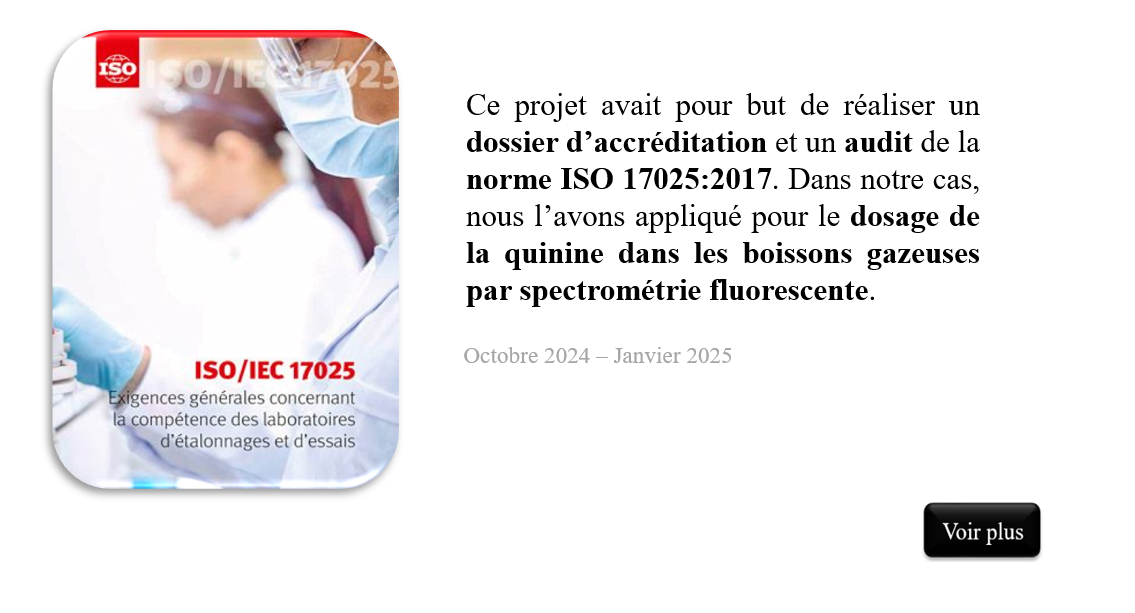 ISO
ISO/IEC 17025
ISO/IEC 17025
Exigences générales concernant
la compétence des laboratoires
d'étalonnages et d'essais
Ce projet avait pour but de réaliser un
dossier d’accréditation et un audit de la
norme ISO 17025:2017. Dans notre cas,
nous l’avons appliqué pour le dosage de
la quinine dans les boissons gazeuses
par spectrométrie fluorescente.
Octobre 2024 – Janvier 2025
Voir plus